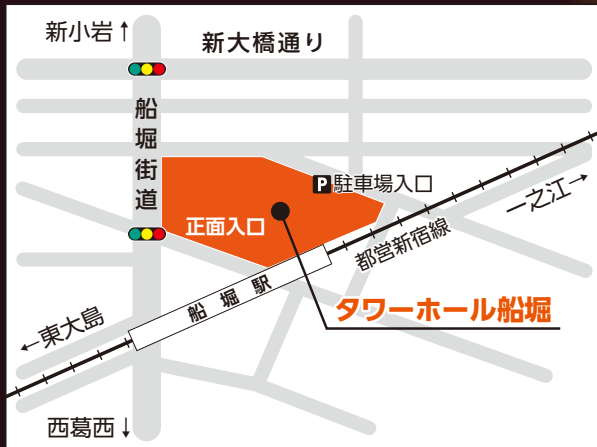 新小岩↑
新大橋通り
船堀街道
P駐車場入口
正面入口
一之江→
都営新宿線
船堀駅
タワーホール船堀
←東大島
西葛西↓